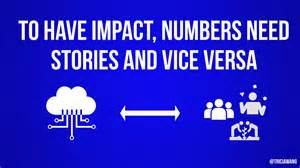 TO HAVE IMPACT, NUMBERS NEED
STORIES AND VICE VERSA
@TRICIAWANG